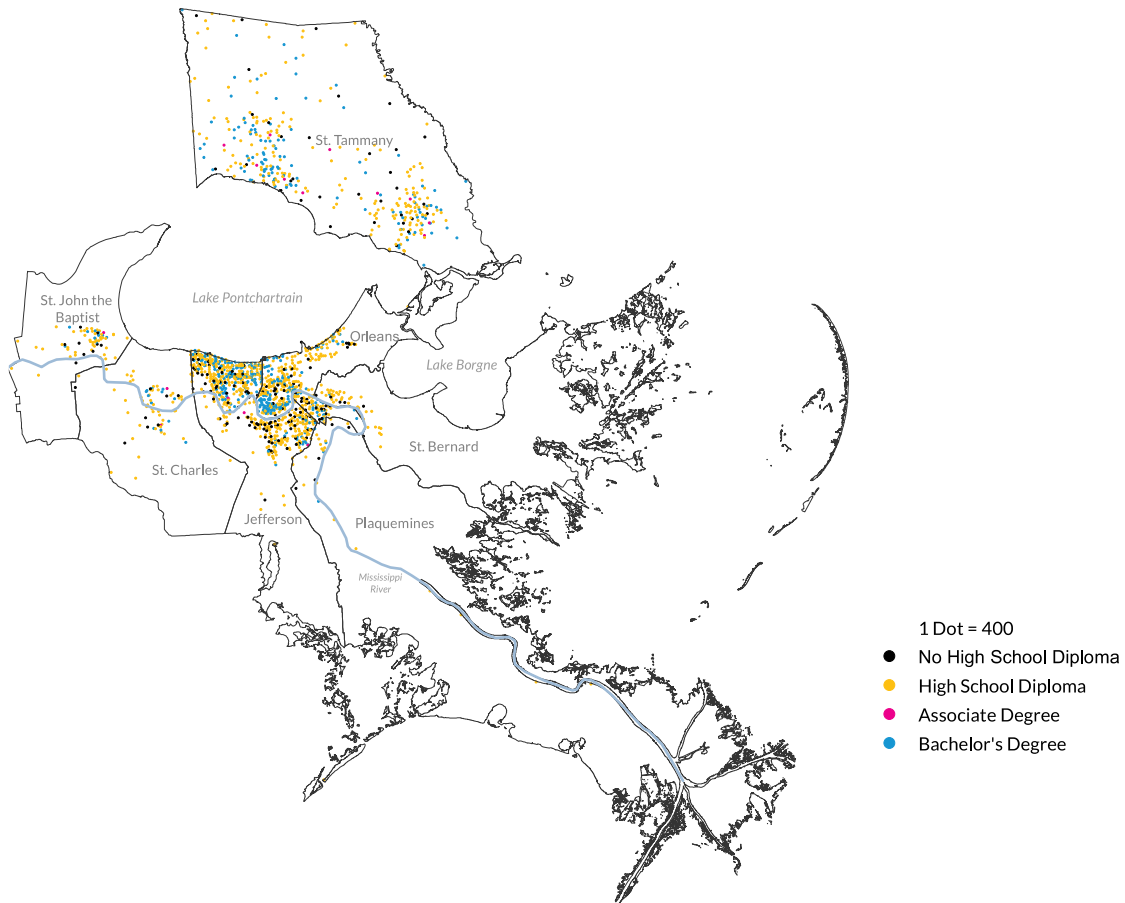 St. Tammany
Lake Pontchartrain
St. John the
Baptist
Orleans
Lake Borgne
St. Bernard
St. Charles
Jefferson
Plaquemines
Mississippi
River
1 Dot = 400
No High School Diploma
High School Diploma
Associate Degree
Bachelor's Degree